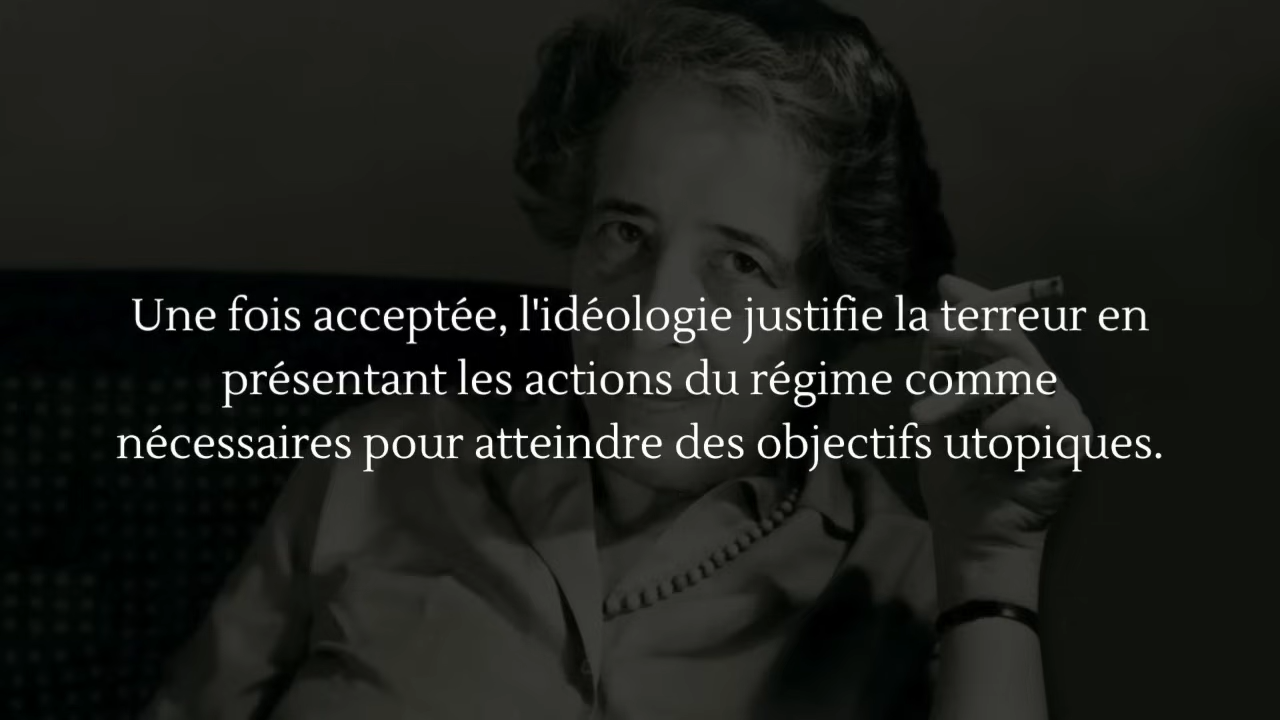 Une fois acceptée, l'idéologie justifie la terreur en
présentant les actions du régime comme
nécessaires pour atteindre des objectifs utopiques.